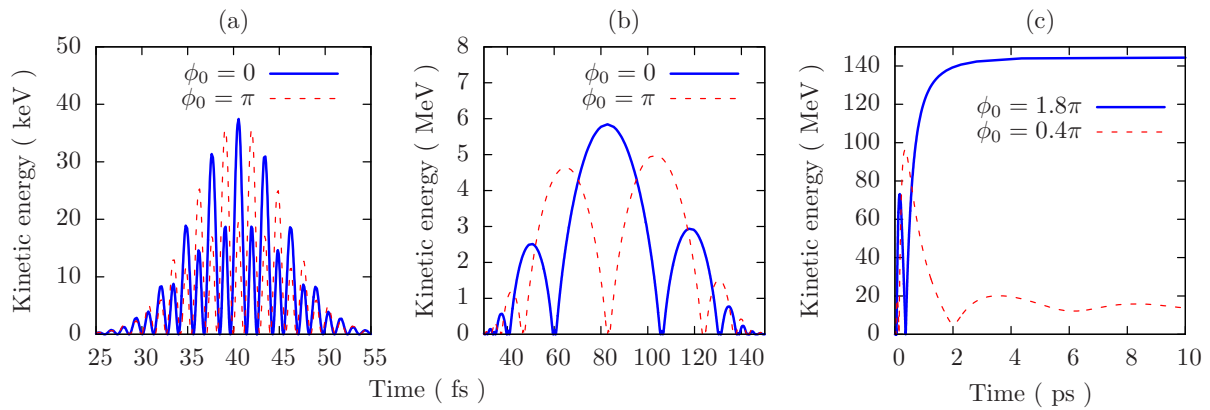 (a)
Kinetic energy ( keV )
50
40
30
20
10
0
25 30 35 40 45 50 55
ϕ₀ = 0
ϕ₀ = π
(b)
Kinetic energy ( MeV )
8
7
6
5
4
3
2
1
0
40 60 80 100 120 140
ϕ₀ = 0
ϕ₀ = π
Time ( fs )
(c)
Kinetic energy ( MeV )
140
120
100
80
60
40
20
0
0 2 4 6 8 10
ϕ₀ = 1.8π
ϕ₀ = 0.4π
Time ( ps )